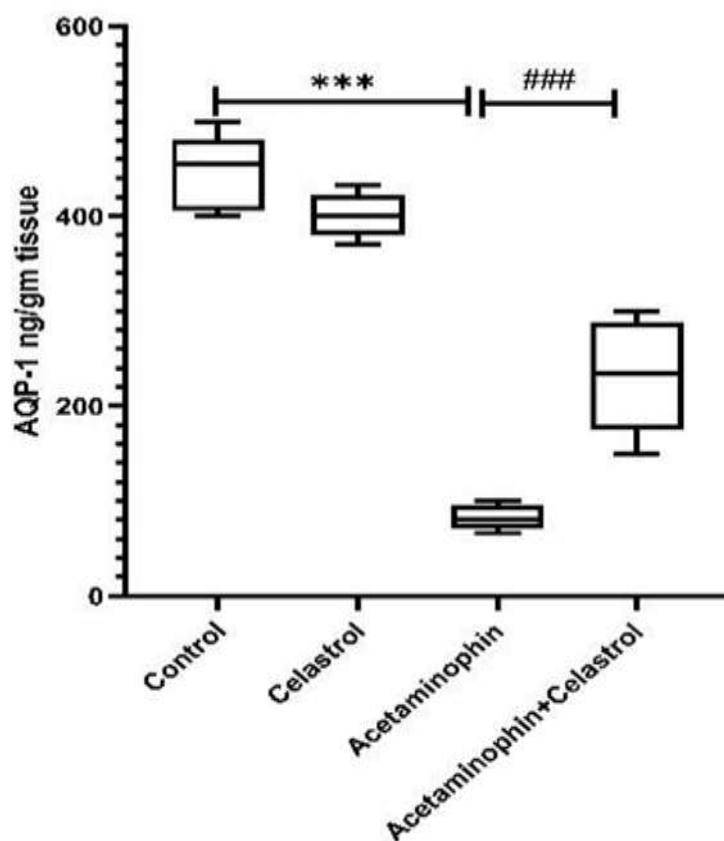 600
***
###
400
200
0
AQP-1 ng/gm tissue
Control
Celastrol
Acetaminophin
Acetaminophin+Celastrol